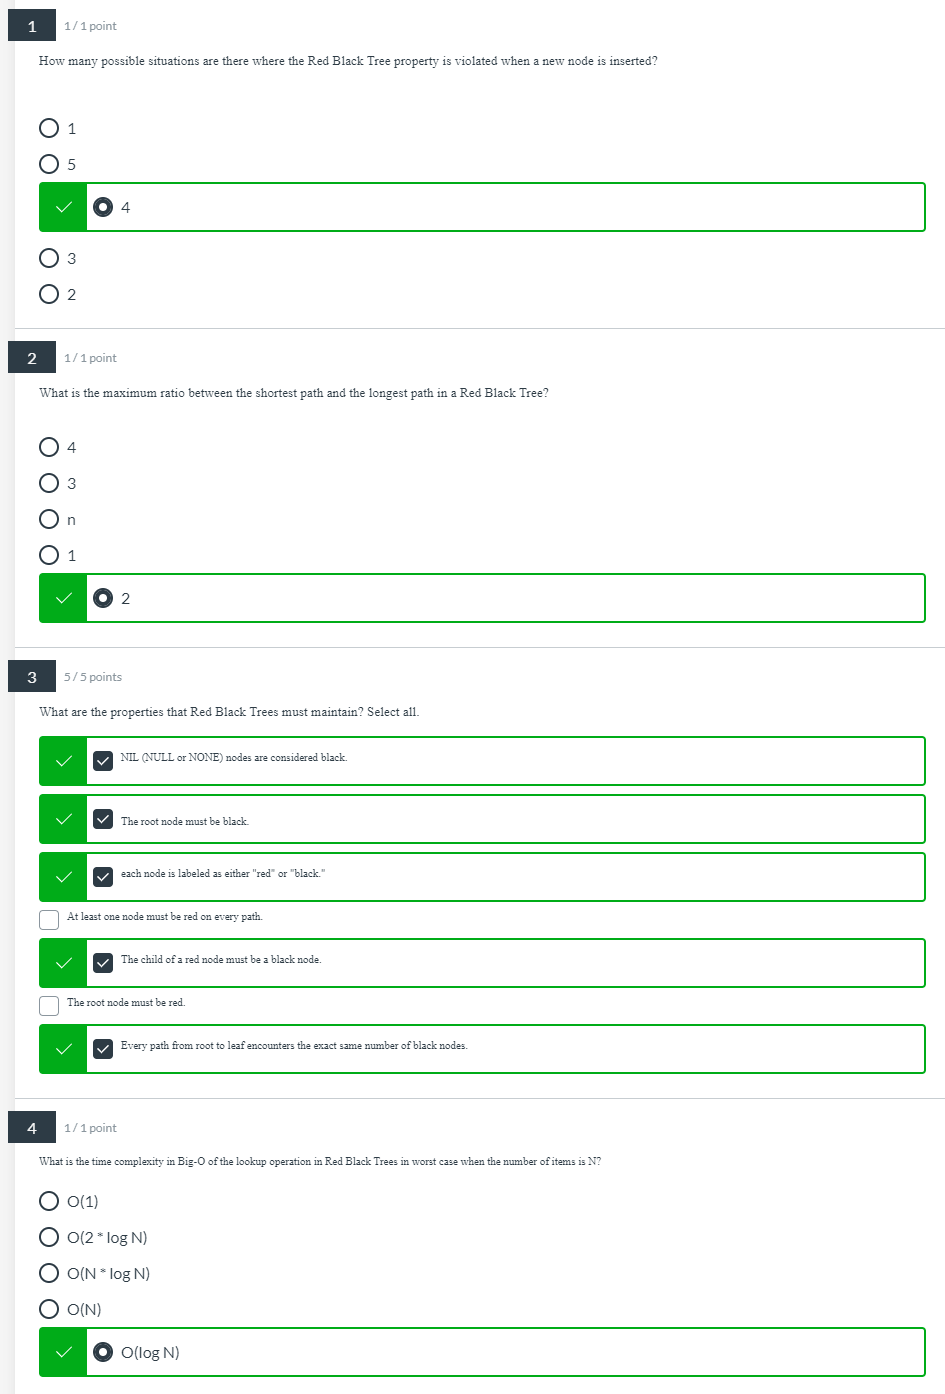 1
1 / 1 point
How many possible situations are there where the Red Black Tree property is violated when a new node is inserted?
1
5
4
3
2
2
1 / 1 point
What is the maximum ratio between the shortest path and the longest path in a Red Black Tree?
4
3
n
1
2
3
5 / 5 points
What are the properties that Red Black Trees must maintain? Select all.
NIL (NULL or NONE) nodes are considered black.
The root node must be black.
each node is labeled as either "red" or "black."
At least one node must be red on every path.
The child of a red node must be a black node.
The root node must be red.
Every path from root to leaf encounters the exact same number of black nodes.
4
1 / 1 point
What is the time complexity in Big-O of the lookup operation in Red Black Trees in worst case when the number of items is N?
O(1)
O(2 * log N)
O(N * log N)
O(N)
O(log N)